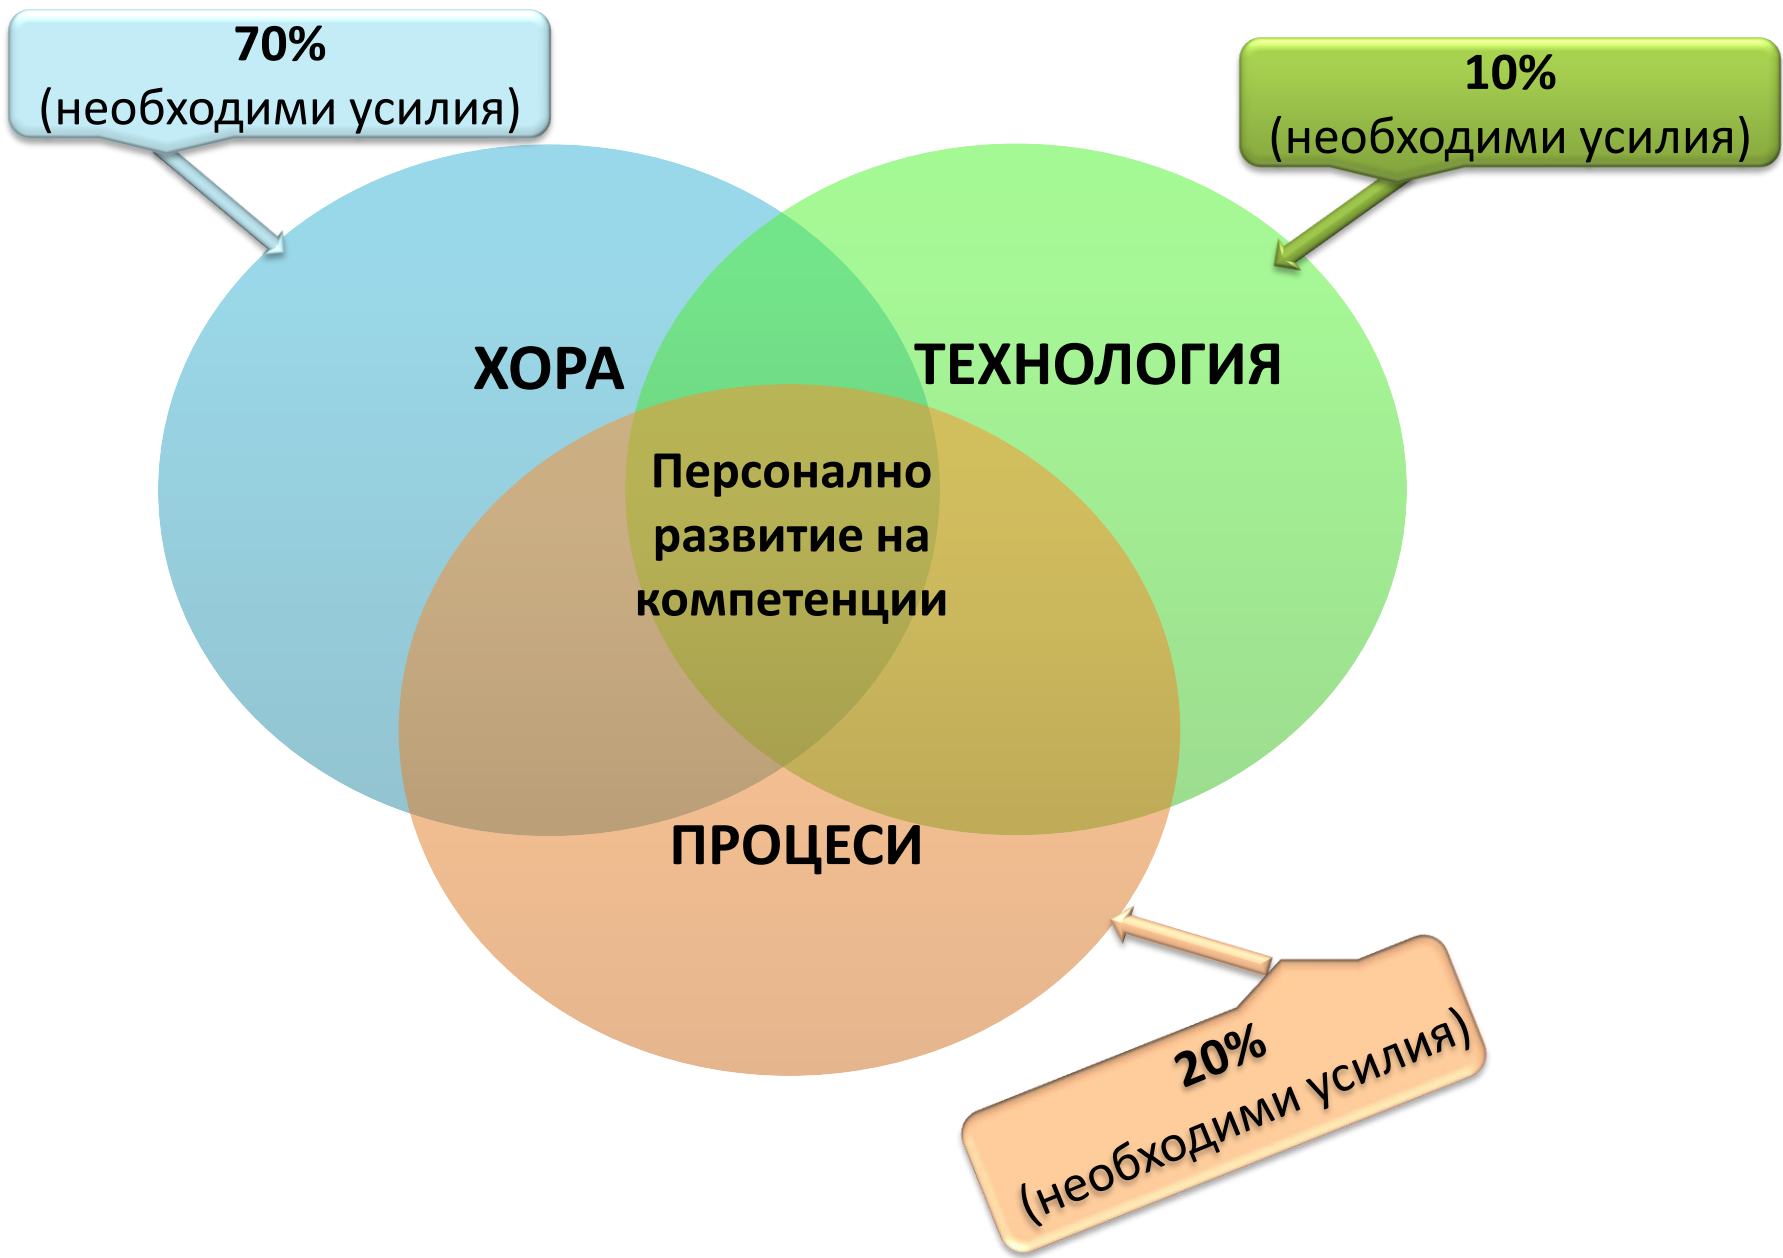 70%
(необходими усилия)
10%
(необходими усилия)
ХОРА
ТЕХНОЛОГИЯ
Персонално
развитие на
компетенции
ПРОЦЕСИ
20%
(необходими усилия)